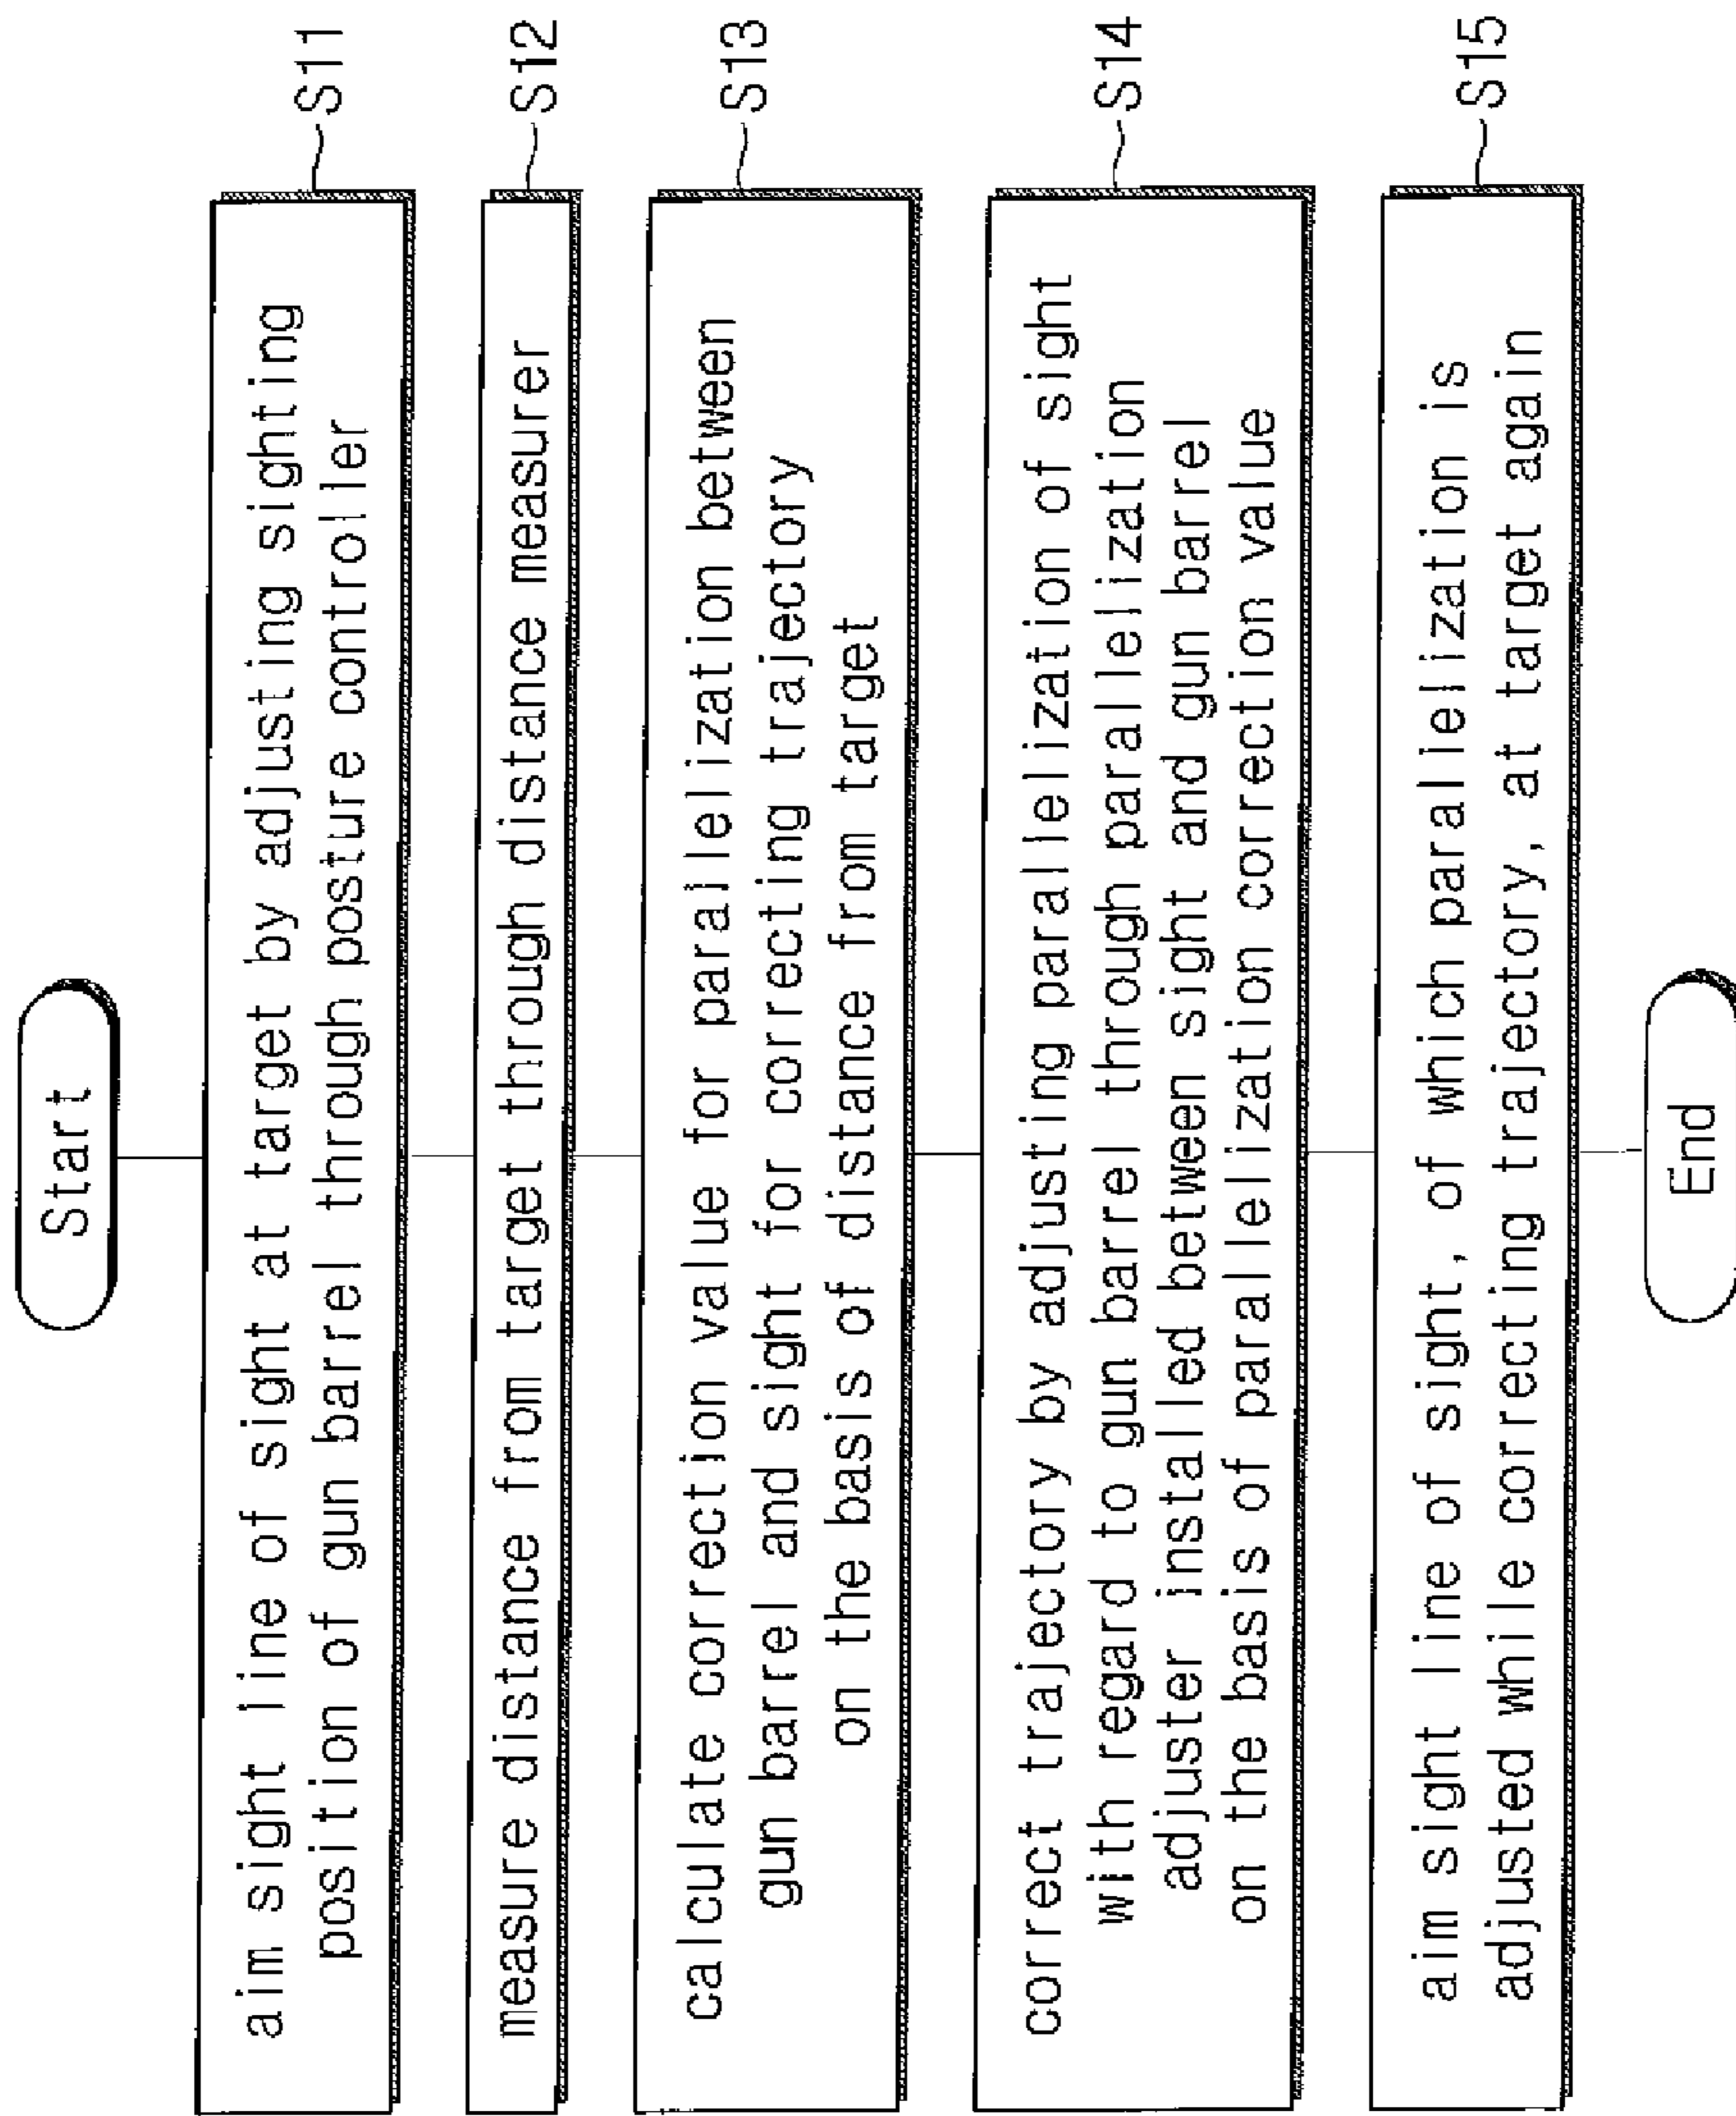 Start
aim sight line of sight at target by adjusting sighting
position of gun barrel through posture controller
S11
measure distance from target through distance measurer
S12
calculate correction value for parallelization between
gun barrel and sight for correcting trajectory
on the basis of distance from target
S13
correct trajectory by adjusting parallelization of sight
with regard to gun barrel through parallelization
adjuster installed between sight and gun barrel
on the basis of parallelization correction value
S14
aim sight line of sight, of which parallelization is
adjusted while correcting trajectory, at target again
S15
End